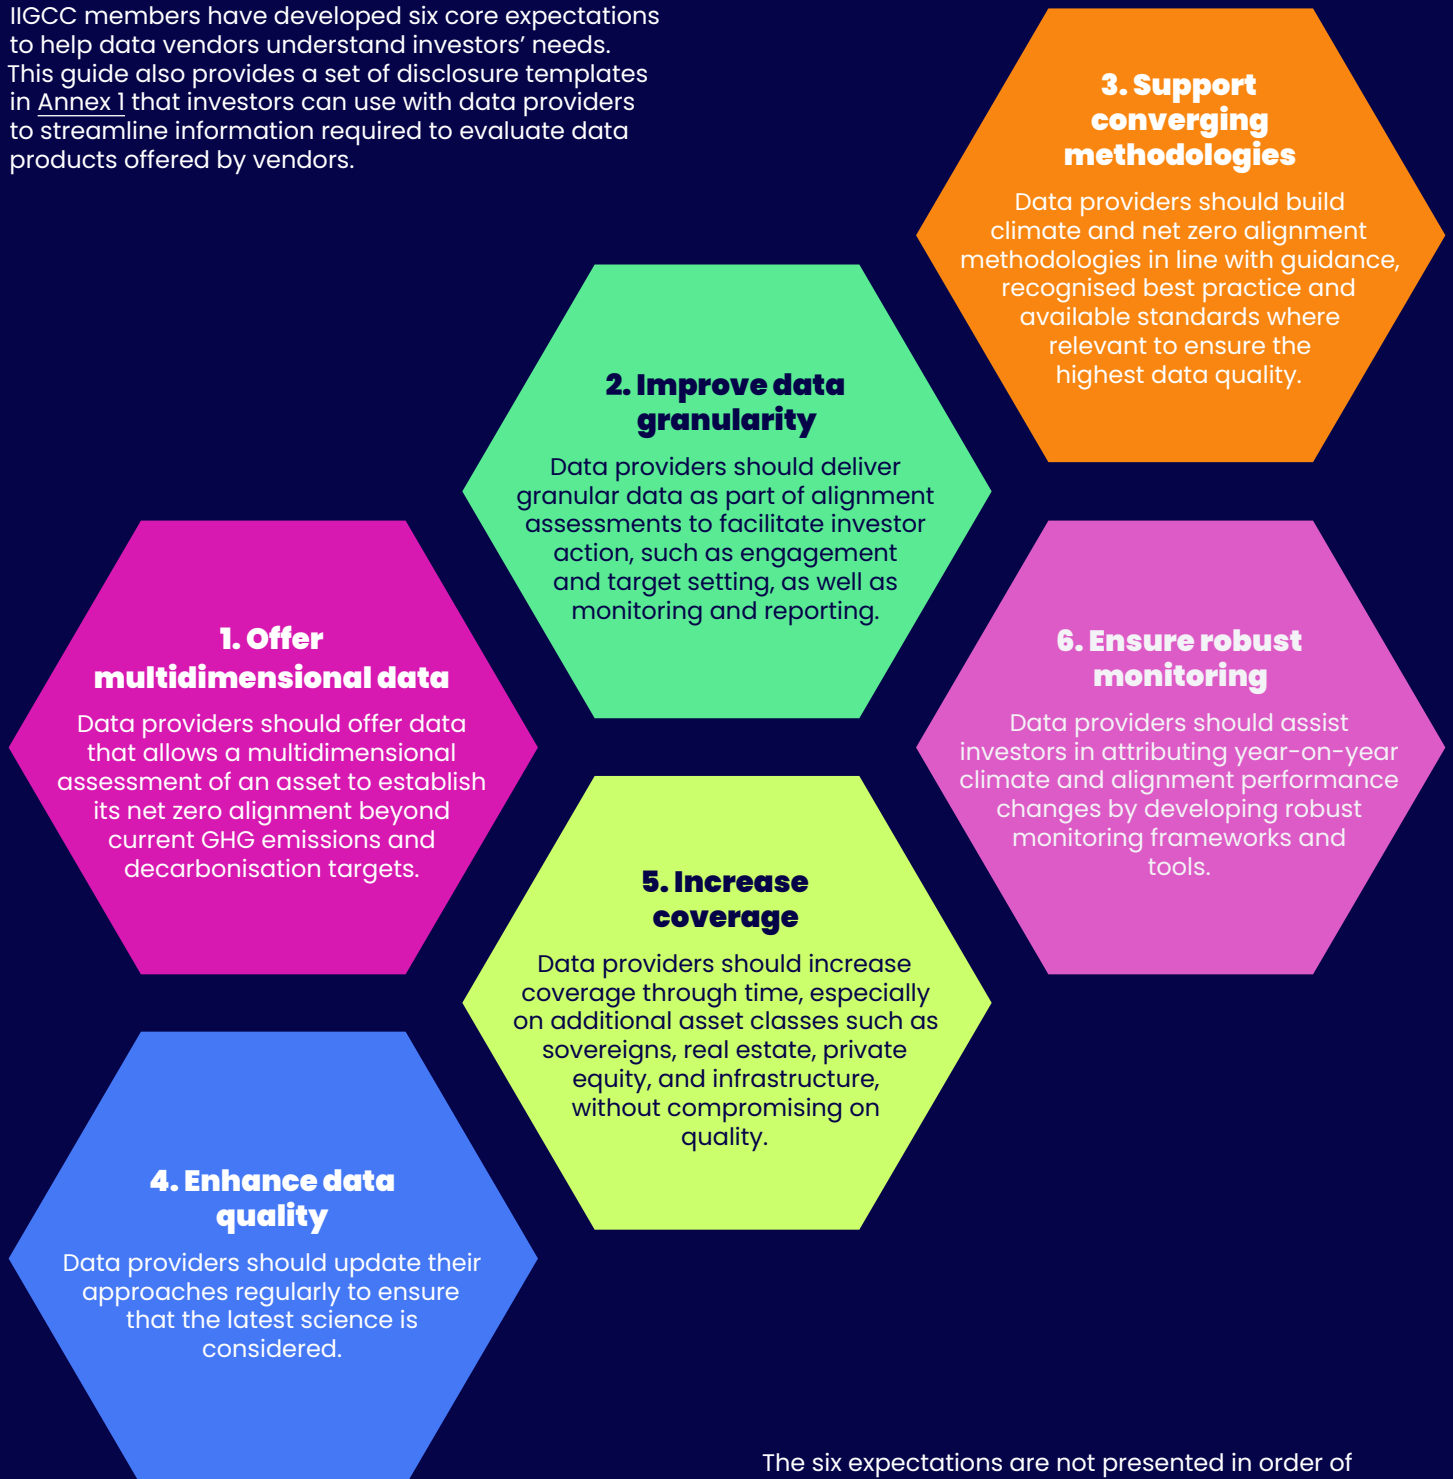 IIGCC members have developed six core expectations
to help data vendors understand investors’ needs.
This guide also provides a set of disclosure templates
in Annex 1 that investors can use with data providers
to streamline information required to evaluate data
products offered by vendors.
1. Offer
multidimensional data
Data providers should offer data
that allows a multidimensional
assessment of an asset to establish
its net zero alignment beyond
current GHG emissions and
decarbonisation targets.
2. Improve data
granularity
Data providers should deliver
granular data as part of alignment
assessments to facilitate investor
action, such as engagement
and target setting, as well as
monitoring and reporting.
3. Support
converging
methodologies
Data providers should build
climate and net zero alignment
methodologies in line with guidance,
recognised best practice and
available standards where
relevant to ensure the
highest data quality.
4. Enhance data
quality
Data providers should update their
approaches regularly to ensure
that the latest science is
considered.
5. Increase
coverage
Data providers should increase
coverage through time, especially
on additional asset classes such as
sovereigns, real estate, private
equity, and infrastructure,
without compromising on
quality.
6. Ensure robust
monitoring
Data providers should assist
investors in attributing year-on-year
climate and alignment performance
changes by developing robust
monitoring frameworks and
tools.
The six expectations are not presented in order of